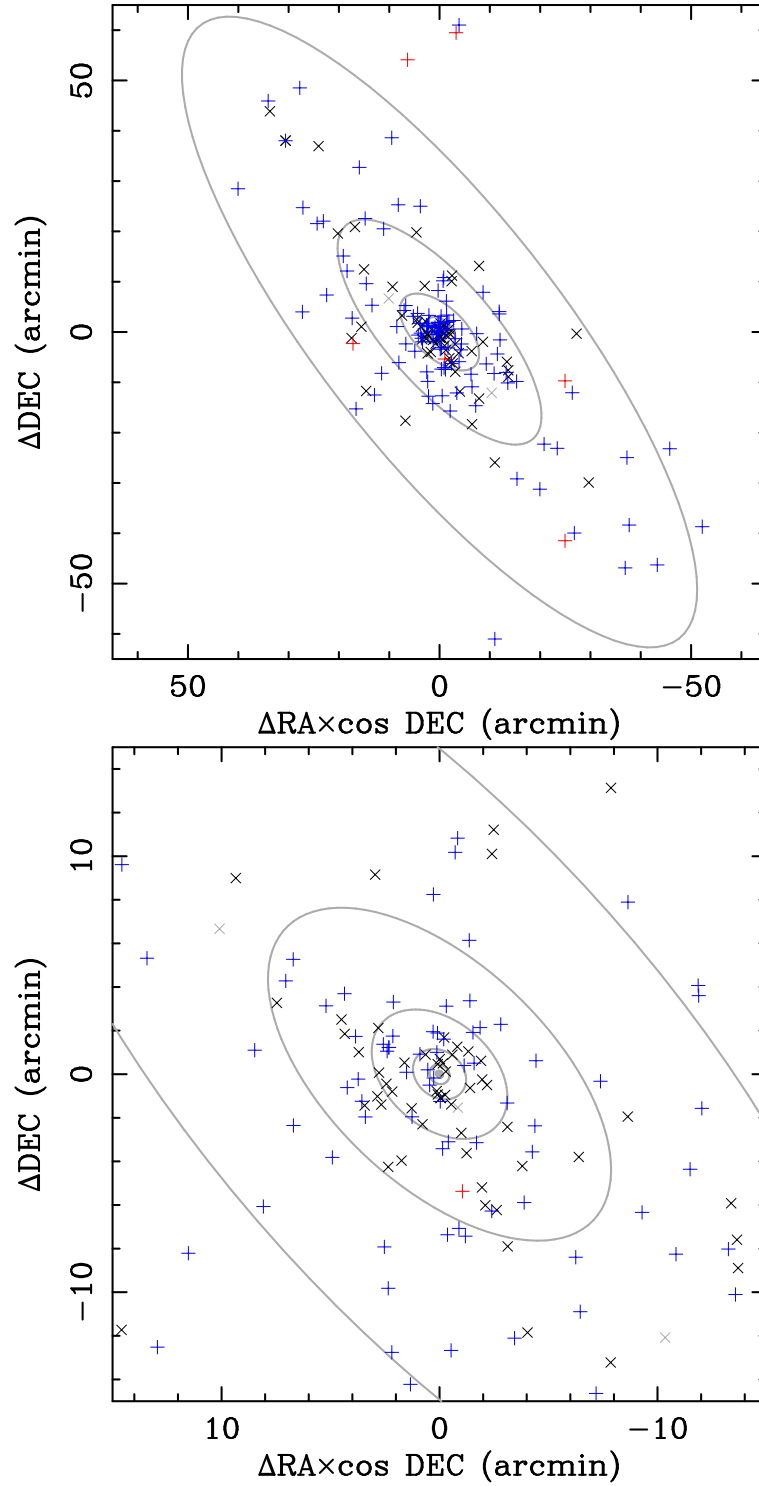 50
0
−50
ΔDEC (arcmin)
50 0 −50
ΔRA×cos DEC (arcmin)
10
0
−10
ΔDEC (arcmin)
10 0 −10
ΔRA×cos DEC (arcmin)